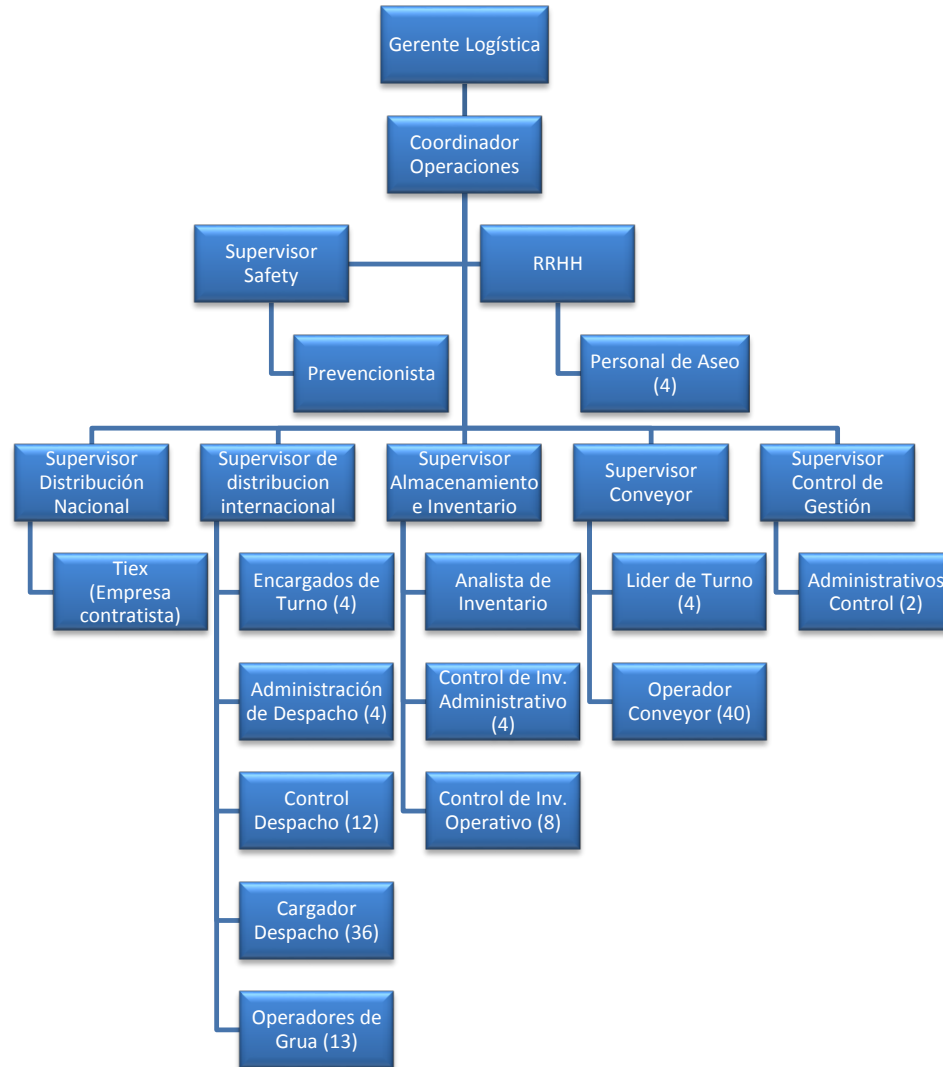 Gerente Logística
Coordinador
Operaciones
Supervisor
Safety
RRHH
Prevencionista
Personal de Aseo
(4)
Supervisor
Distribución
Nacional
Supervisor de
distribucion
internacional
Supervisor
Almacenamiento
e Inventario
Supervisor
Conveyor
Supervisor
Control de
Gestión
Tiex
(Empresa
contratista)
Encargados de
Turno (4)
Analista de
Inventario
Lider de Turno
(4)
Administrativos
Control (2)
Administración
de Despacho (4)
Control de Inv.
Administrativo
(4)
Operador
Conveyor (40)
Control
Despacho (12)
Control de Inv.
Operativo (8)
Cargador
Despacho (36)
Operadores de
Grua (13)